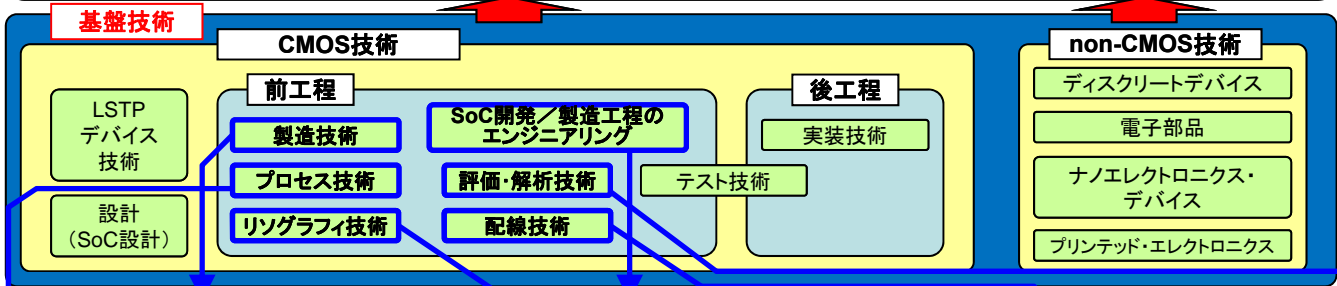 基盤技術
CMOS技術
LSTP
デバイス
技術
設計
（SoC設計）
前工程
製造技術
プロセス技術
リソグラフィ技術
SoC開発／製造工程の
エンジニアリング
評価・解析技術
配線技術
テスト技術
後工程
実装技術
non-CMOS技術
ディスクリートデバイス
電子部品
ナノエレクトロニクス・
デバイス
プリンテッド・エレクトロニクス